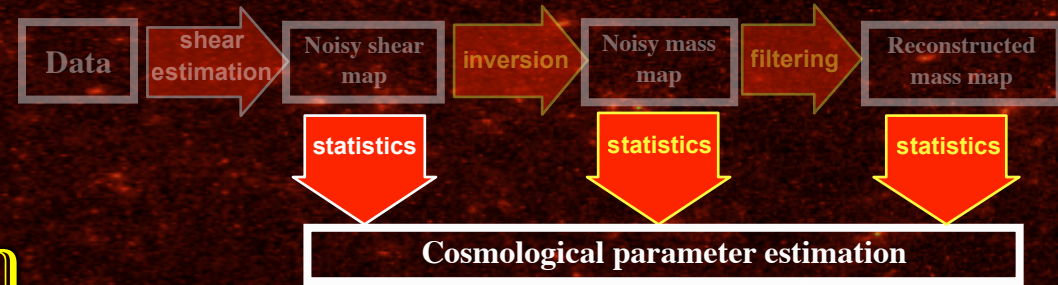 Data
shear
estimation
Noisy shear
map
inversion
Noisy mass
map
filtering
Reconstructed
mass map
statistics
statistics
statistics
Cosmological parameter estimation